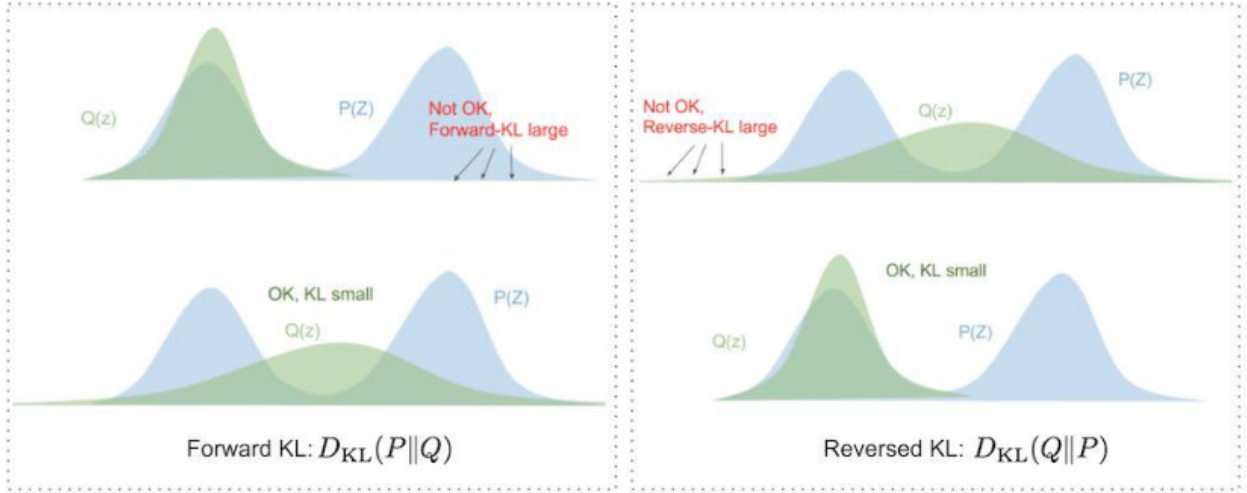 Q(z)
P(Z)
Not OK,
Forward-KL large
OK, KL small
Q(z)
P(Z)
Forward KL: D_KL(P‖Q)
Not OK,
Reverse-KL large
Q(z)
P(Z)
OK, KL small
Q(z)
P(Z)
Reversed KL: D_KL(Q‖P)